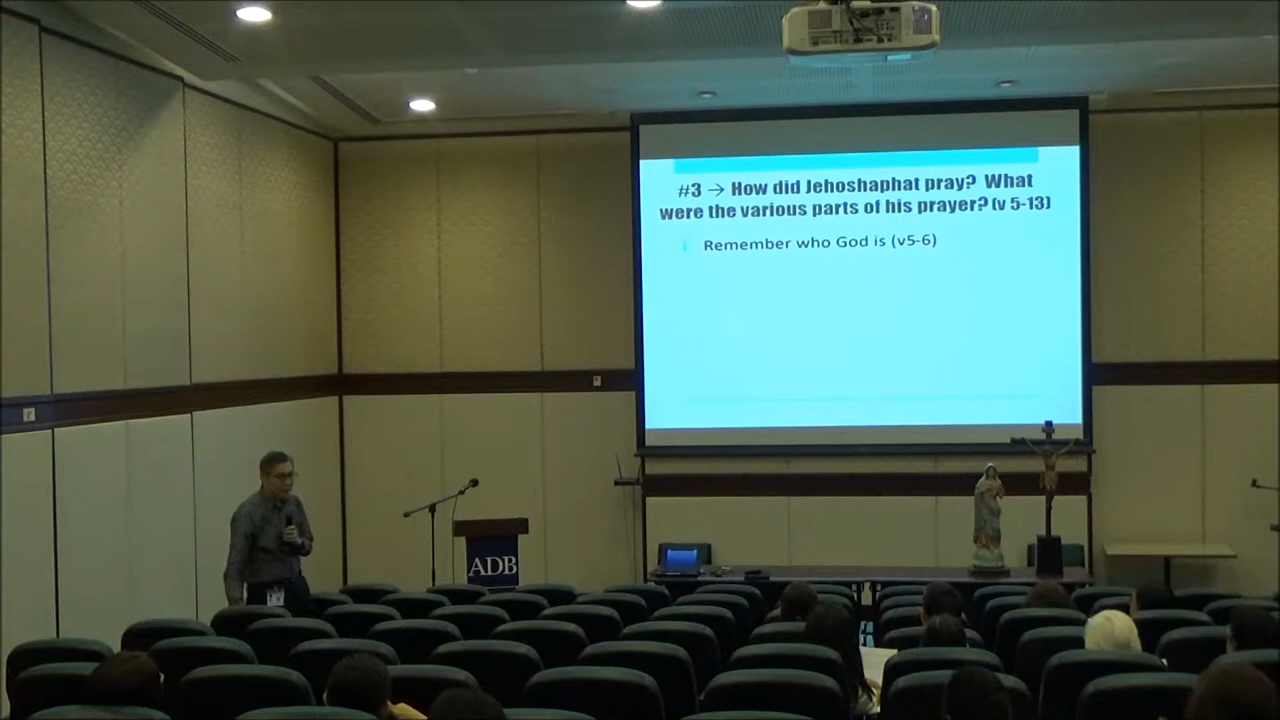 #3 → How did Jehoshaphat pray? What
were the various parts of his prayer? (v 5-13)
Remember who God is (v5-6)
ADB